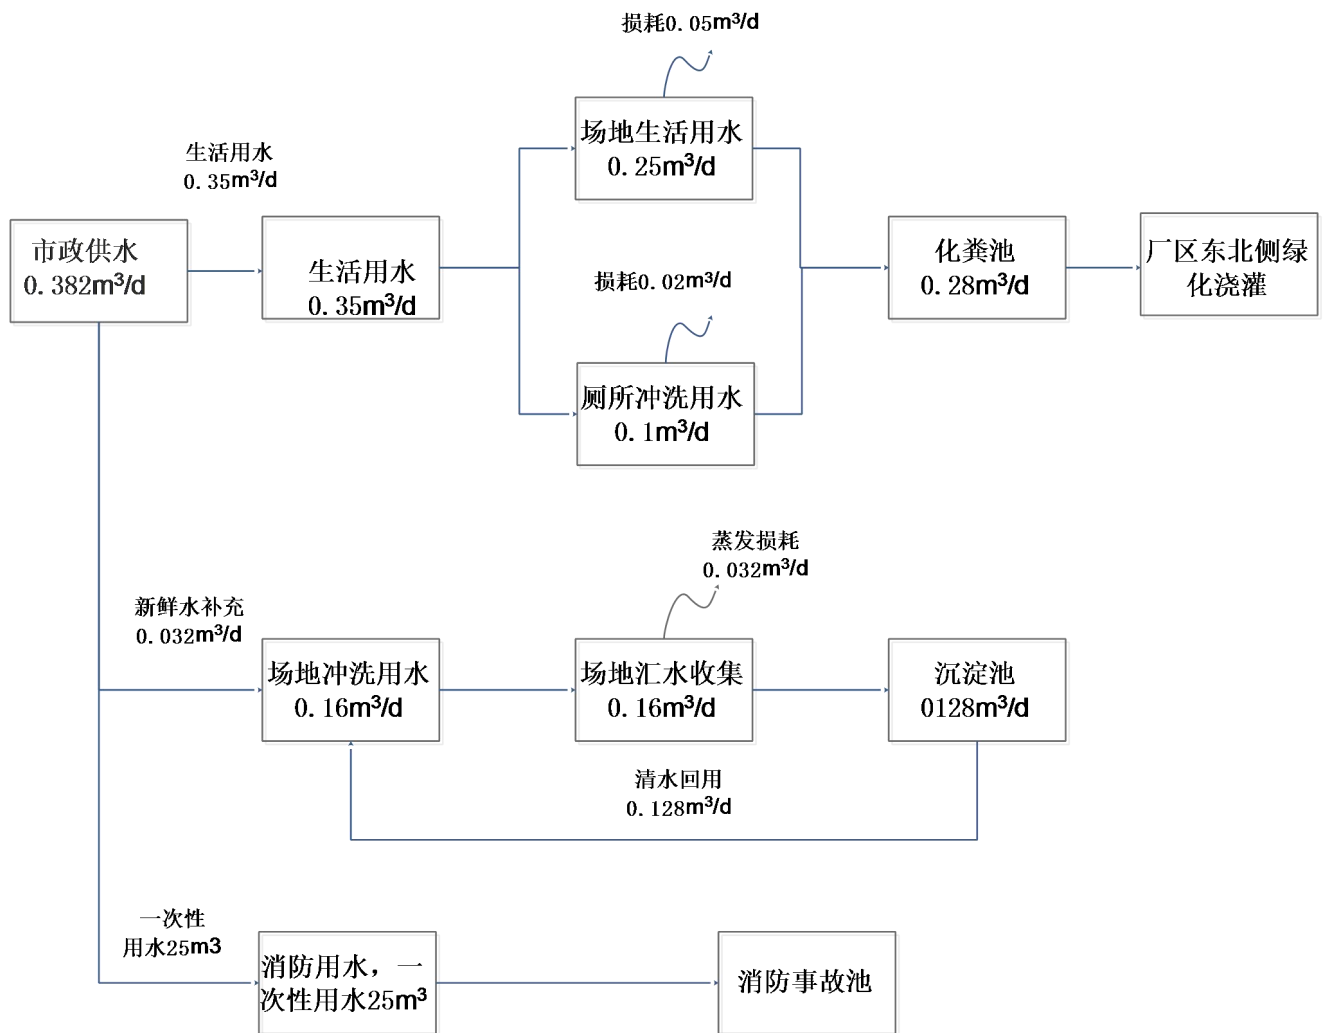 损耗0.05m³/d
场地生活用水
0.25m³/d
生活用水
0.35m³/d
市政供水
0.382m³/d
生活用水
0.35m³/d
化粪池
0.28m³/d
厂区东北侧绿
化浇灌
损耗0.02m³/d
厕所冲洗用水
0.1m³/d
蒸发损耗
0.032m³/d
新鲜水补充
0.032m³/d
场地冲洗用水
0.16m³/d
场地汇水收集
0.16m³/d
沉淀池
0128m³/d
清水回用
0.128m³/d
一次性
用水25m3
消防用水，一
次性用水25m³
消防事故池